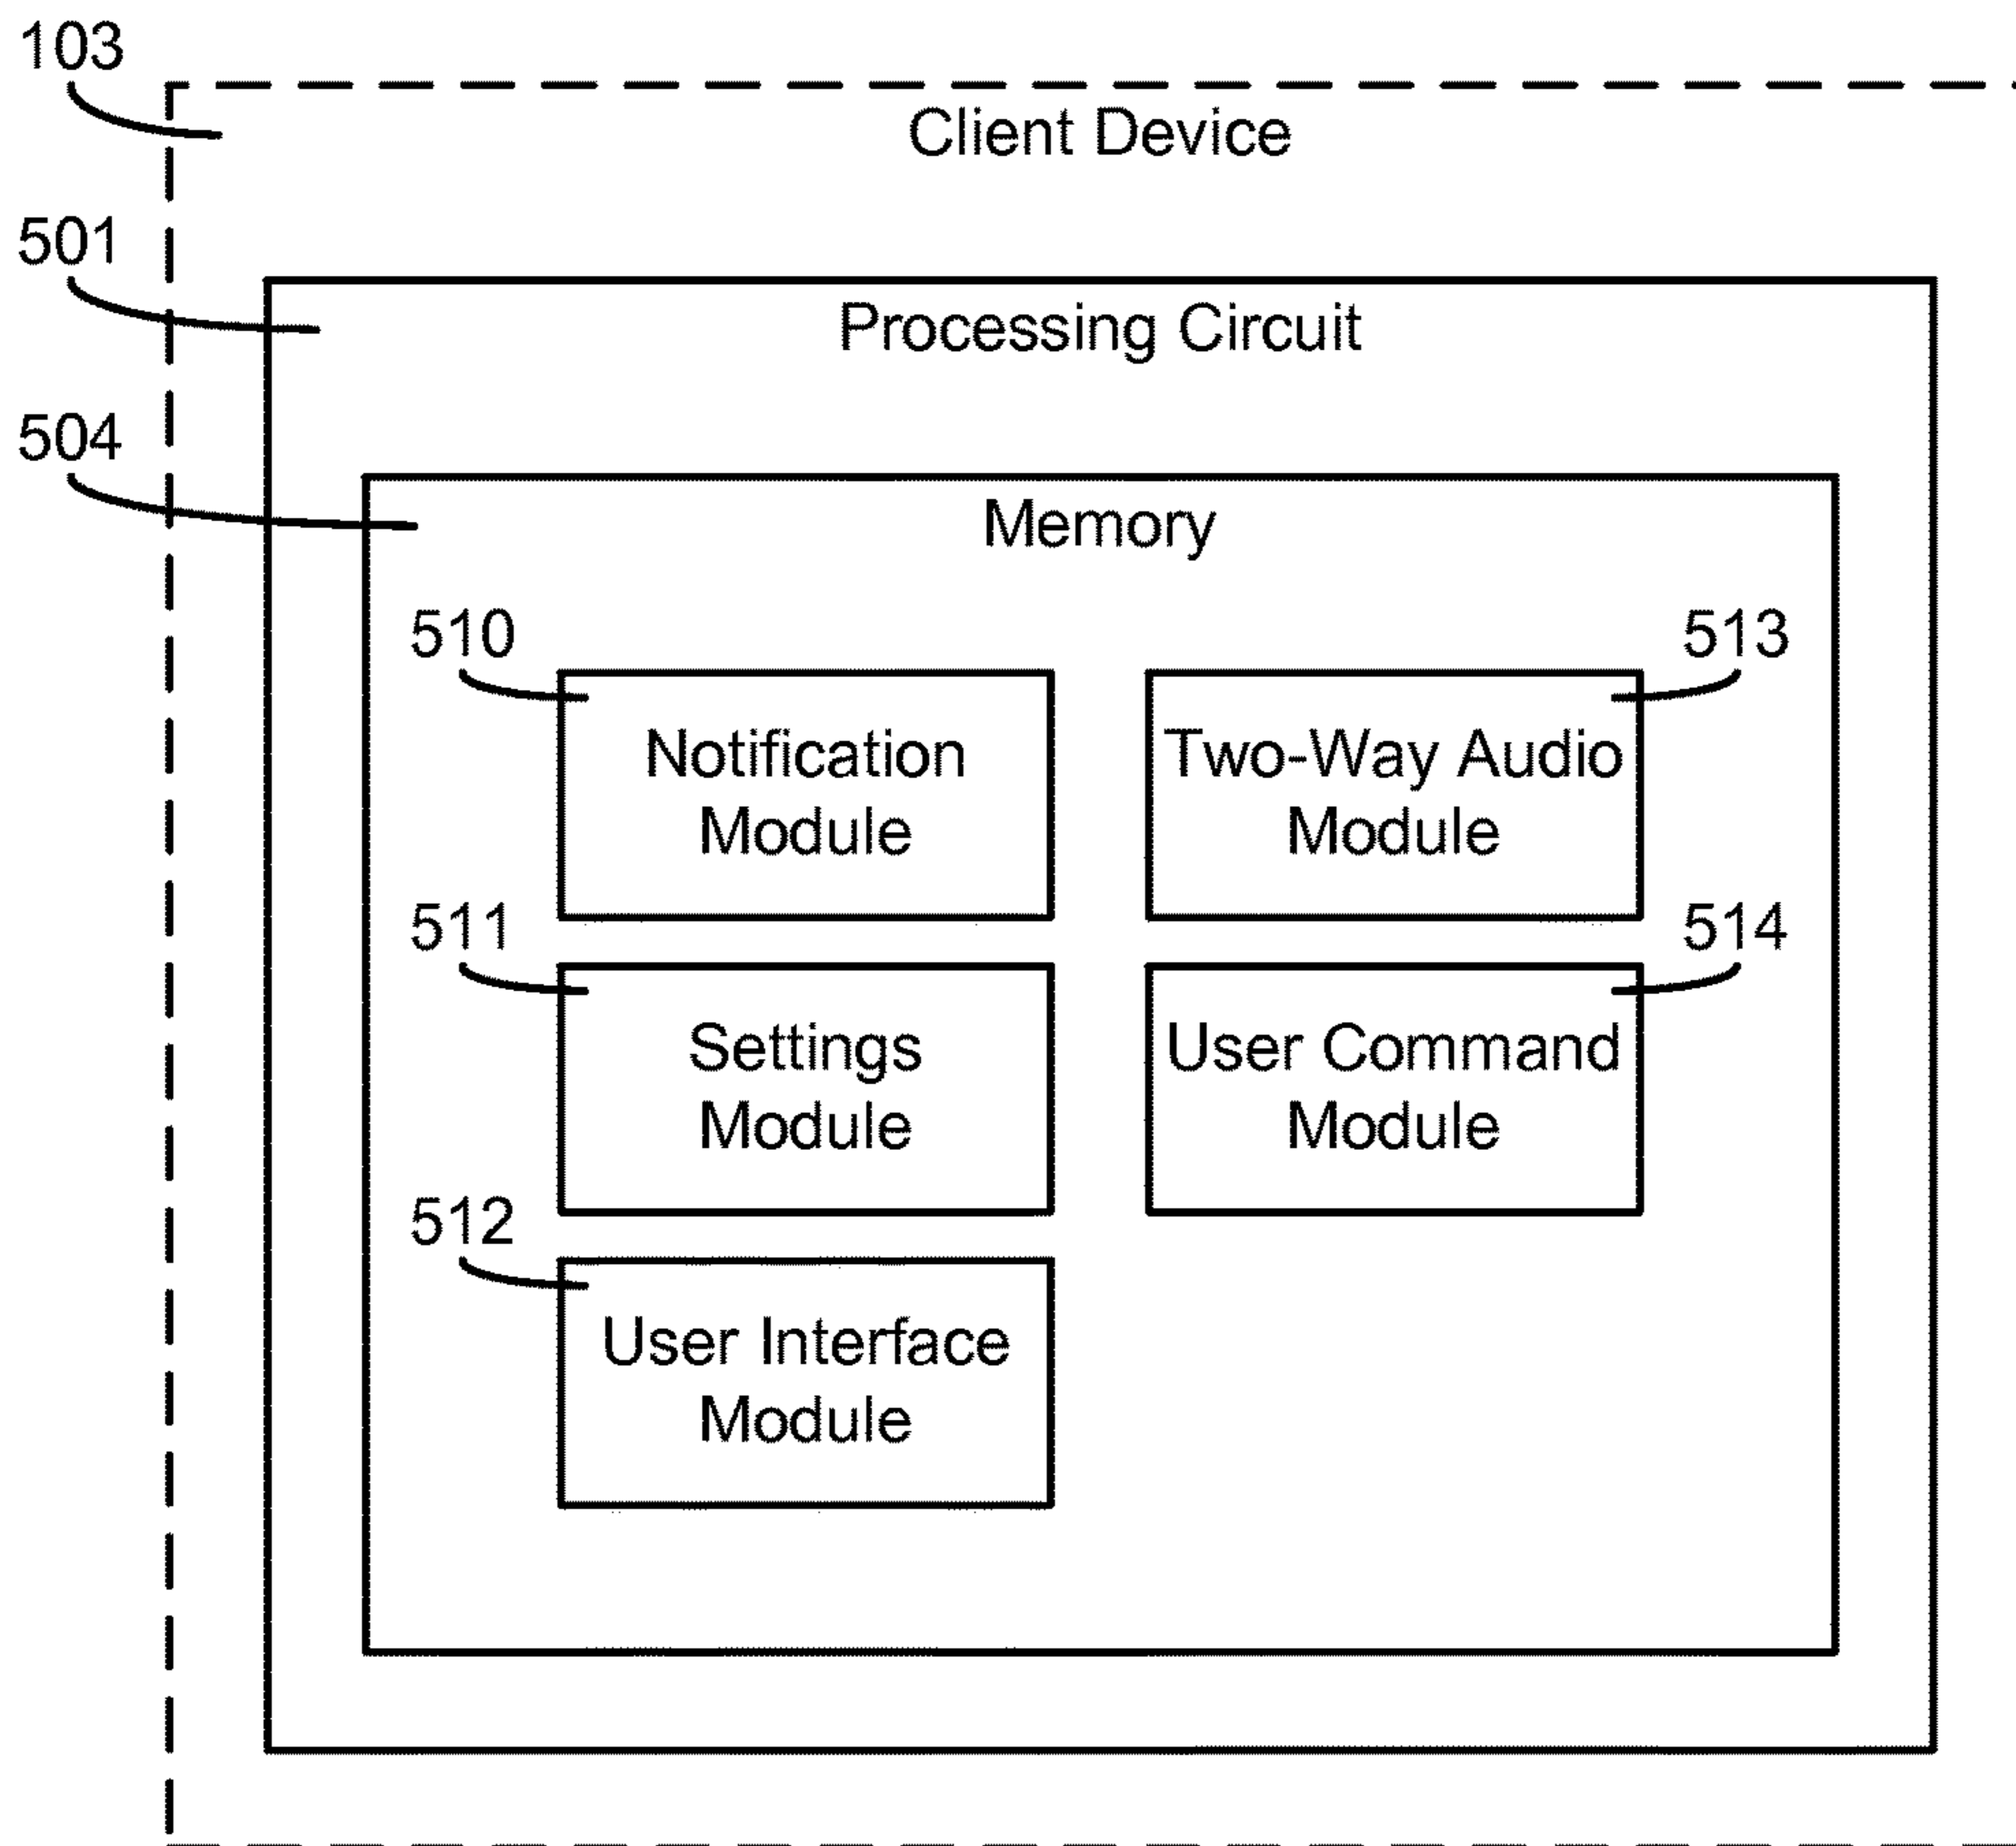 103
Client Device
501
Processing Circuit
504
Memory
510
513
Notification
Module
Two-Way Audio
Module
511
514
Settings
Module
User Command
Module
512
User Interface
Module